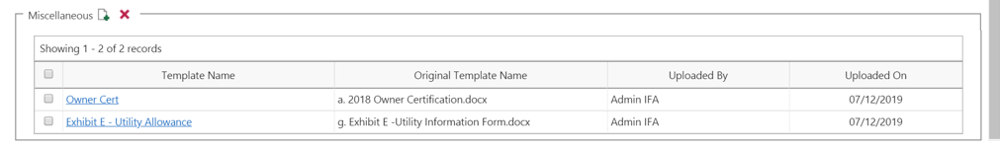 Miscellaneous
Showing 1 - 2 of 2 records
Template Name Original Template Name Uploaded By Uploaded On
Owner Cert a. 2018 Owner Certification.docx Admin IFA 07/12/2019
Exhibit E - Utility Allowance g. Exhibit E -Utility Information Form.docx Admin IFA 07/12/2019